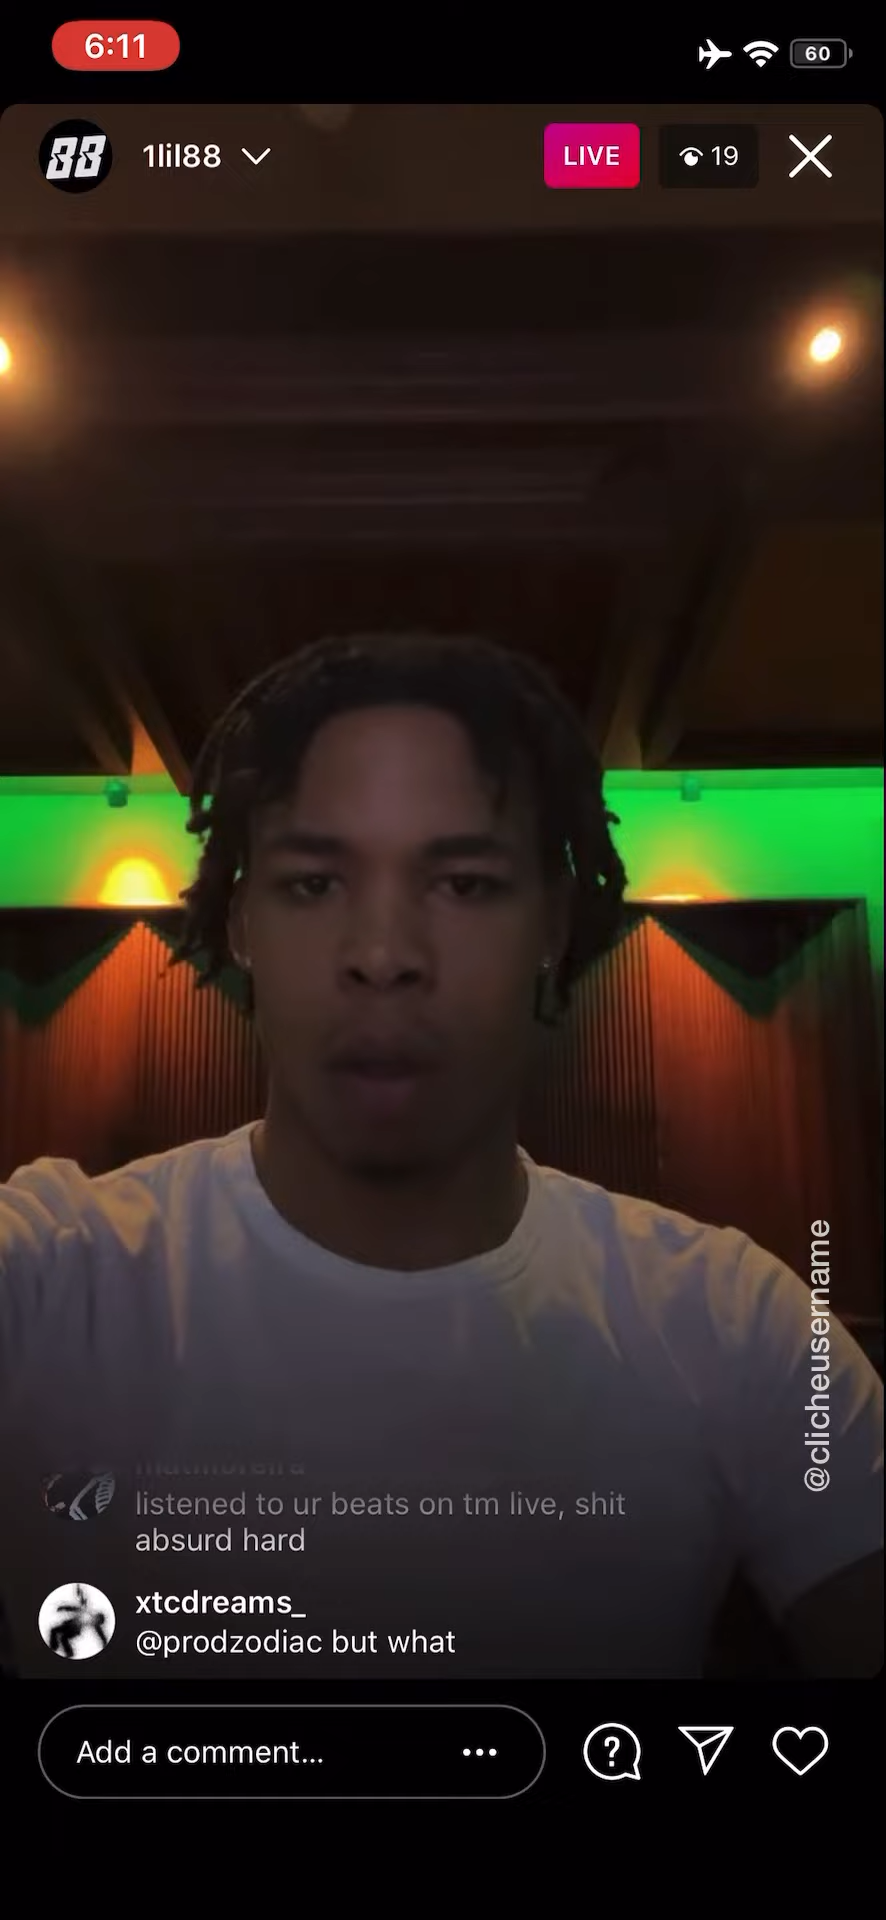 6:11
60
88
1lil88
LIVE
19
@clicheusername
listened to ur beats on tm live, shit
absurd hard
xtcdreams_
@prodzodiac but what
Add a comment...